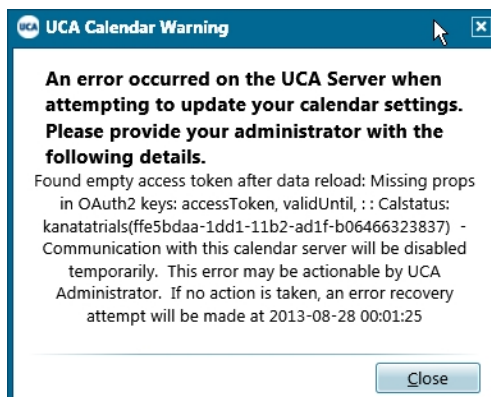 UCA UCA Calendar Warning
An error occurred on the UCA Server when
attempting to update your calendar settings.
Please provide your administrator with the
following details.
Found empty access token after data reload: Missing props
in OAuth2 keys: accessToken, validUntil, : : Calstatus:
kanatatrials(ffe5bdaa-1dd1-11b2-ad1f-b06466323837)  -
Communication with this calendar server will be disabled
temporarily.  This error may be actionable by UCA
Administrator.  If no action is taken, an error recovery
attempt will be made at 2013-08-28 00:01:25
Close